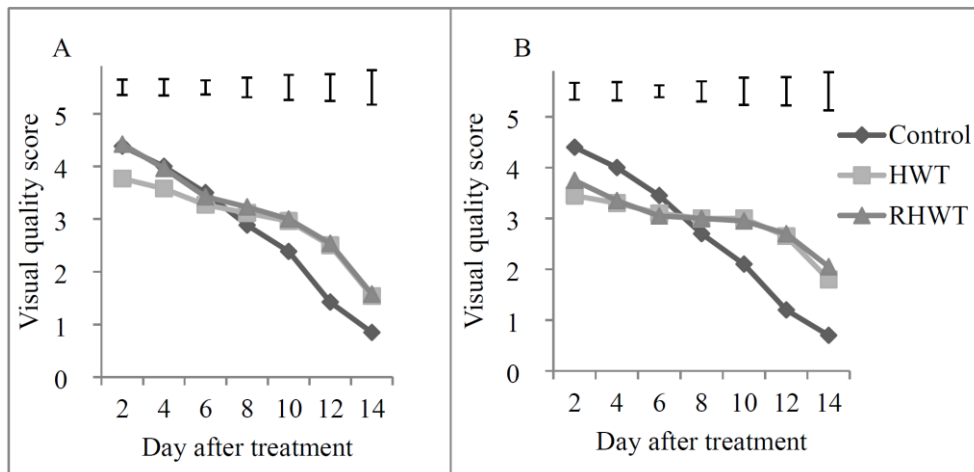 A
Visual quality score
5
4
3
2
1
0
2 4 6 8 10 12 14
Day after treatment
B
Visual quality score
5
4
3
2
1
0
2 4 6 8 10 12 14
Day after treatment
Control
HWT
RHWT